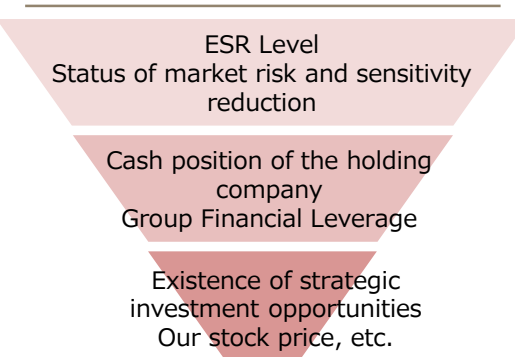 ESR Level
Status of market risk and sensitivity
reduction
Cash position of the holding
company
Group Financial Leverage
Existence of strategic
investment opportunities
Our stock price, etc.